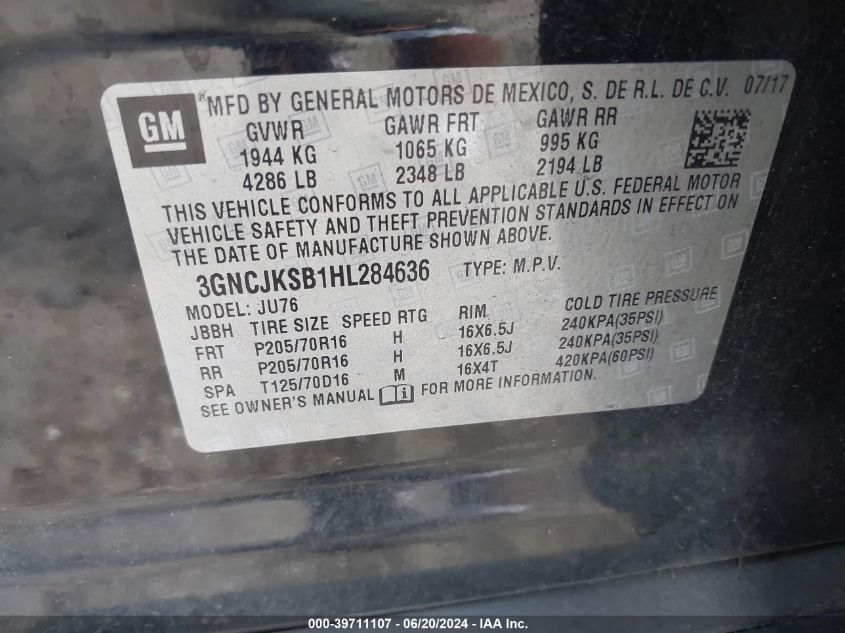 GM ® MFD BY GENERAL MOTORS DE MEXICO, S. DE R.L. DE C.V. 07/17
GVWR GAWR FRT GAWR RR
1944 KG 1065 KG 995 KG
4286 LB 2348 LB 2194 LB
THIS VEHICLE CONFORMS TO ALL APPLICABLE U.S. FEDERAL MOTOR
VEHICLE SAFETY AND THEFT PREVENTION STANDARDS IN EFFECT ON
THE DATE OF MANUFACTURE SHOWN ABOVE.
3GNCJKSB1HL284636 TYPE: M.P.V.
MODEL: JU76
JBBH TIRE SIZE SPEED RTG RIM COLD TIRE PRESSURE
FRT P205/70R16 H 16X6.5J 240KPA(35PSI)
RR P205/70R16 H 16X6.5J 240KPA(35PSI)
SPA T125/70D16 M 16X4T 420KPA(60PSI)
SEE OWNER'S MANUAL i FOR MORE INFORMATION.
000-39711107 - 06/20/2024 - IAA Inc.